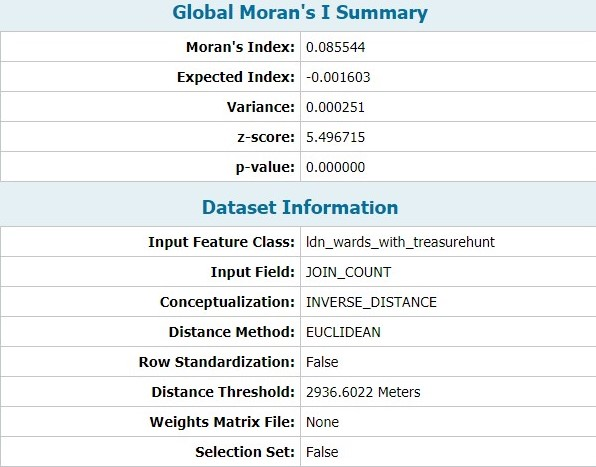 Global Moran's I Summary
Moran's Index: 0.085544
Expected Index: -0.001603
Variance: 0.000251
z-score: 5.496715
p-value: 0.000000
Dataset Information
Input Feature Class: ldn_wards_with_treasurehunt
Input Field: JOIN_COUNT
Conceptualization: INVERSE_DISTANCE
Distance Method: EUCLIDEAN
Row Standardization: False
Distance Threshold: 2936.6022 Meters
Weights Matrix File: None
Selection Set: False